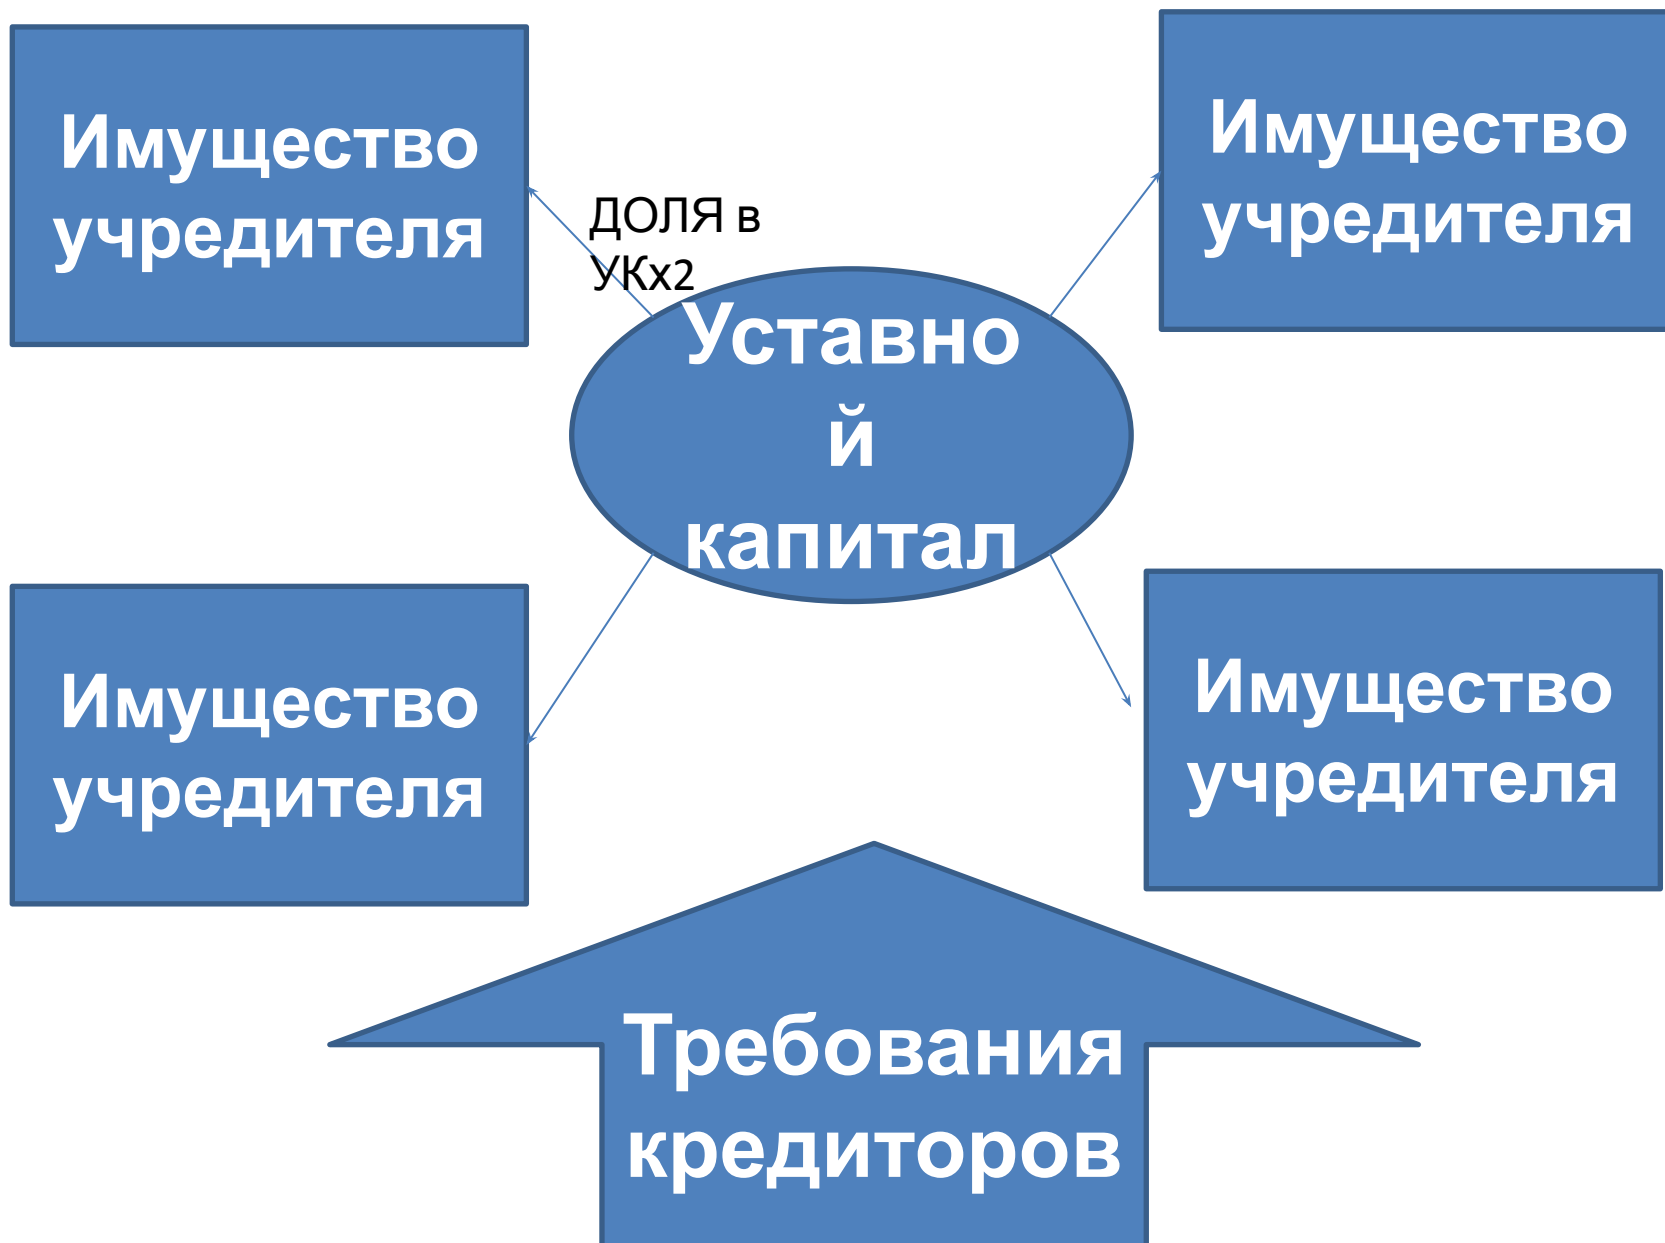 Имущество
учредителя
Имущество
учредителя
ДОЛЯ в
УКх2
Уставно
й
капитал
Имущество
учредителя
Имущество
учредителя
Требования
кредиторов